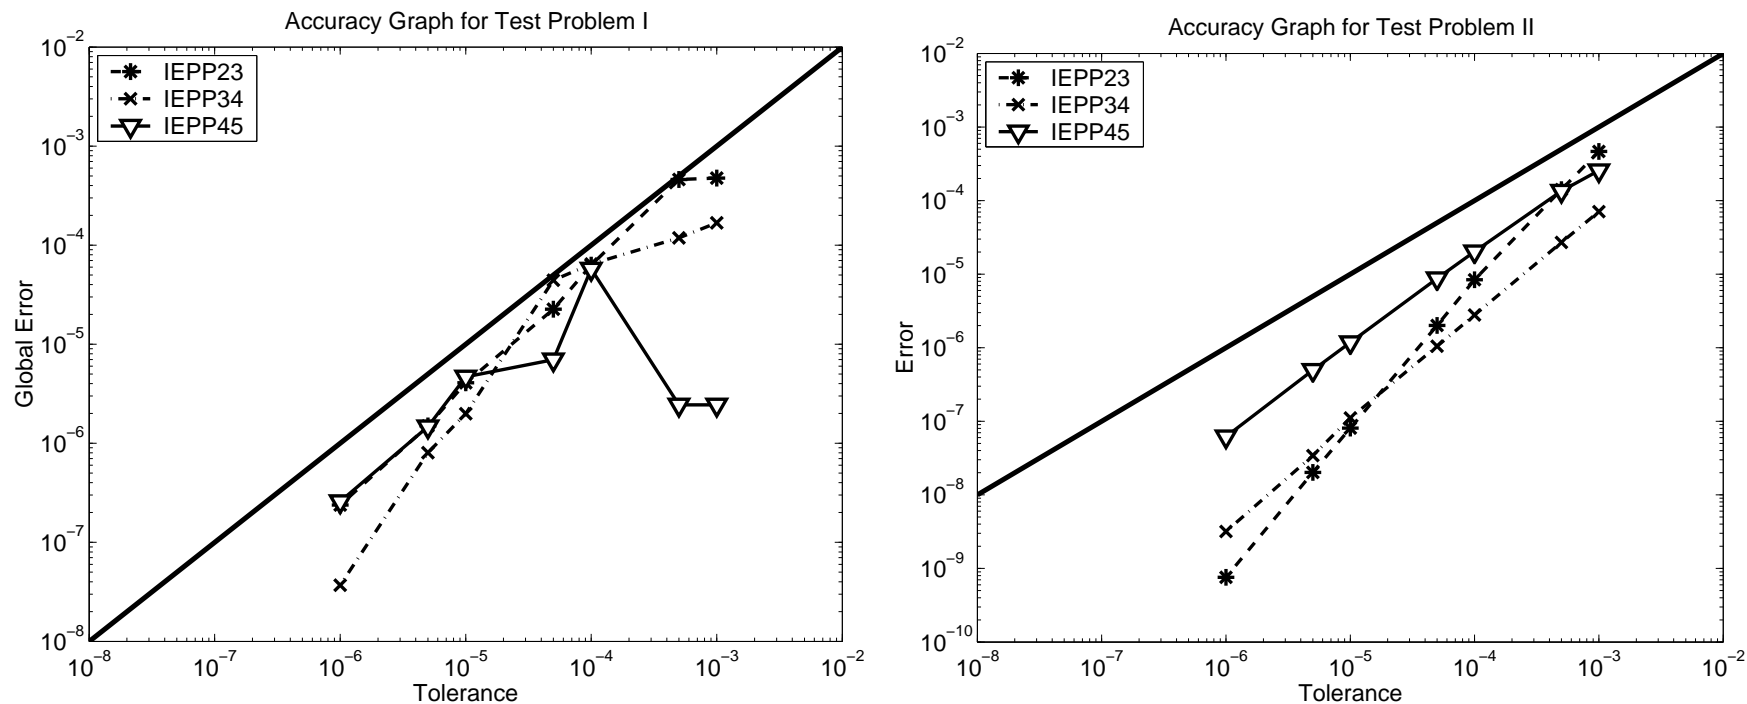 Accuracy Graph for Test Problem I
10−2
10−3
10−4
10−5
10−6
10−7
10−8
Global Error
IEPP23
IEPP34
IEPP45
10−8 10−7 10−6 10−5 10−4 10−3 10−2
Tolerance
Accuracy Graph for Test Problem II
10−2
10−3
10−4
10−5
10−6
10−7
10−8
10−9
10−10
Error
IEPP23
IEPP34
IEPP45
10−8 10−7 10−6 10−5 10−4 10−3 10−2
Tolerance